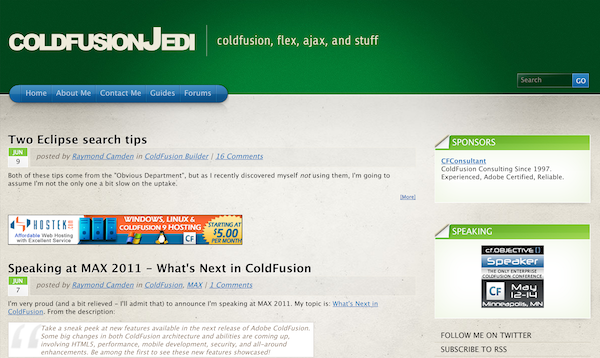 COLDFUSIONJEDI
coldfusion, flex, ajax, and stuff
Search GO
Home About Me Contact Me Guides Forums
Two Eclipse search tips
JUN
9
posted by Raymond Camden in ColdFusion Builder | 16 Comments
Both of these tips come from the "Obvious Department", but as I recently discovered myself not using them, I'm going to
assume I'm not the only one a bit slow on the uptake.
[More]
HOSTEK.COM
Affordable Web Hosting
with Excellent Service
WINDOWS, LINUX &
COLDFUSION 9 HOSTING
Cf
STARTING AT
$5.00
PER MONTH
Speaking at MAX 2011 - What's Next in ColdFusion
JUN
7
posted by Raymond Camden in ColdFusion, MAX | 1 Comments
I'm very proud (and a bit relieved - I'll admit that) to announce I'm speaking at MAX 2011. My topic is: What's Next in
ColdFusion. From the description:
Take a sneak peek at new features available in the next release of Adobe ColdFusion.
Some big changes in both ColdFusion architecture and abilities are coming up,
involving HTML5, performance, mobile development, security, and all-around
enhancements. Be among the first to see these new features showcased!
SPONSORS
CFConsultant
ColdFusion Consulting Since 1997.
Experienced, Adobe Certified, Reliable.
SPEAKING
cf.OBJECTIVE()
Speaker
THE ONLY ENTERPRISE
COLDFUSION CONFERENCE
Cf
May
12-14
Minneapolis, MN
FOLLOW ME ON TWITTER
SUBSCRIBE TO RSS